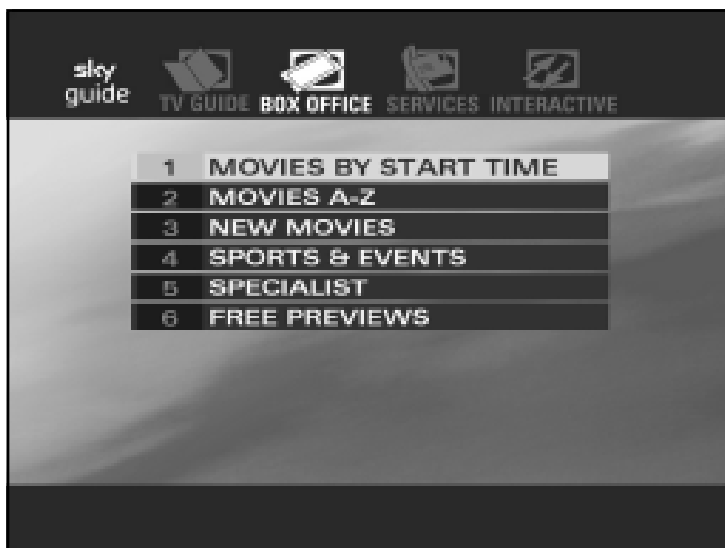 sky
guide
TV GUIDE BOX OFFICE SERVICES INTERACTIVE
1 MOVIES BY START TIME
2 MOVIES A-Z
3 NEW MOVIES
4 SPORTS & EVENTS
5 SPECIALIST
6 FREE PREVIEWS